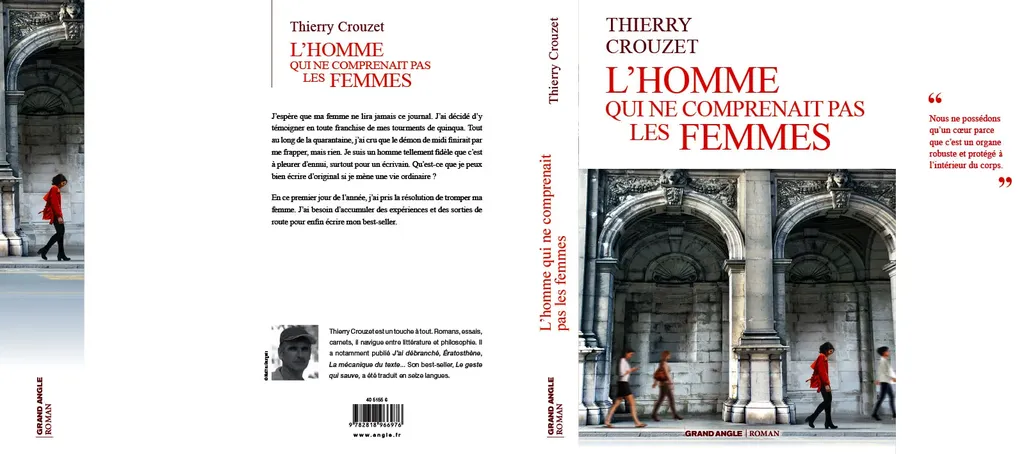 GRAND ANGLE
ROMAN
Thierry Crouzet
L'HOMME
QUI NE COMPRENAIT PAS
LES FEMMES
J'espère que ma femme ne lira jamais ce journal. J'ai décidé d'y
témoigner en toute franchise de mes tourments de quinqua. Tout
au long de la quarantaine, j'ai cru que le démon de midi finirait par
me frapper, mais rien. Je suis un homme tellement fidèle que c'est
à pleurer d'ennui, surtout pour un écrivain. Qu'est-ce que je peux
bien écrire d'original si je mène une vie ordinaire ?
En ce premier jour de l'année, j'ai pris la résolution de tromper ma
femme. J'ai besoin d'accumuler des expériences et des sorties de
route pour enfin écrire mon best-seller.
Thierry Crouzet est un touche à tout. Romans, essais,
carnets, il navigue entre littérature et philosophie. Il
a notamment publié J'ai débranché, Ératosthène,
La mécanique du texte... Son best-seller, Le geste
qui sauve, a été traduit en seize langues.
40 5155 6
9 782818 966976
www.angle.fr
Thierry Crouzet
L'homme qui ne comprenait
pas les femmes
GRAND ANGLE
ROMAN
THIERRY
CROUZET
L'HOMME
QUI NE COMPRENAIT PAS
LES FEMMES
GRAND ANGLE | ROMAN
“
Nous ne possédons
qu'un cœur parce
que c'est un organe
robuste et protégé à
l'intérieur du corps.
”